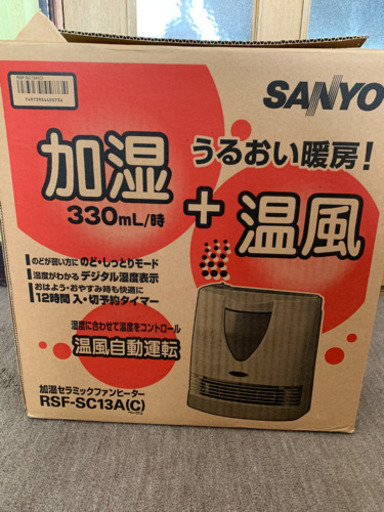 RSF-SC13A(C)
SANYO
うるおい暖房!
加湿
330mL/時
+
温風
のどが弱い方に のど・しっとりモード
湿度がわかる デジタル湿度表示
おはよう・おやすみ時も快適に
12時間 入・切予約タイマー
湿度に合わせて温度をコントロール
温風自動運転
加湿セラミックファンヒーター
RSF-SC13A(C)